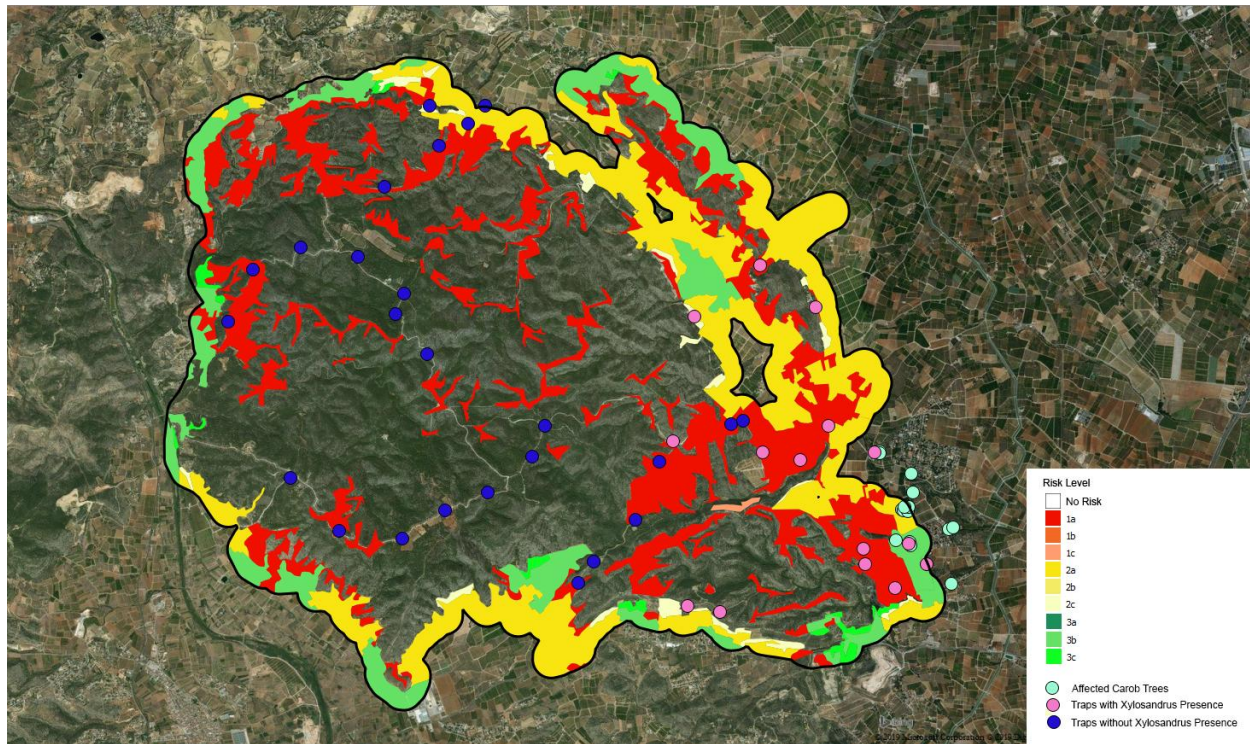 Risk Level
No Risk
1a
1b
1c
2a
2b
2c
3a
3b
3c
Affected Carob Trees
Traps with Xylosandrus Presence
Traps without Xylosandrus Presence